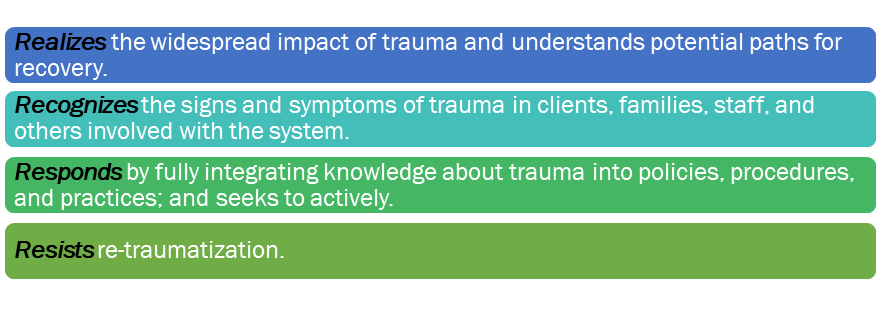 Realizes the widespread impact of trauma and understands potential paths for
recovery.
Recognizes the signs and symptoms of trauma in clients, families, staff, and
others involved with the system.
Responds by fully integrating knowledge about trauma into policies, procedures,
and practices; and seeks to actively.
Resists re-traumatization.